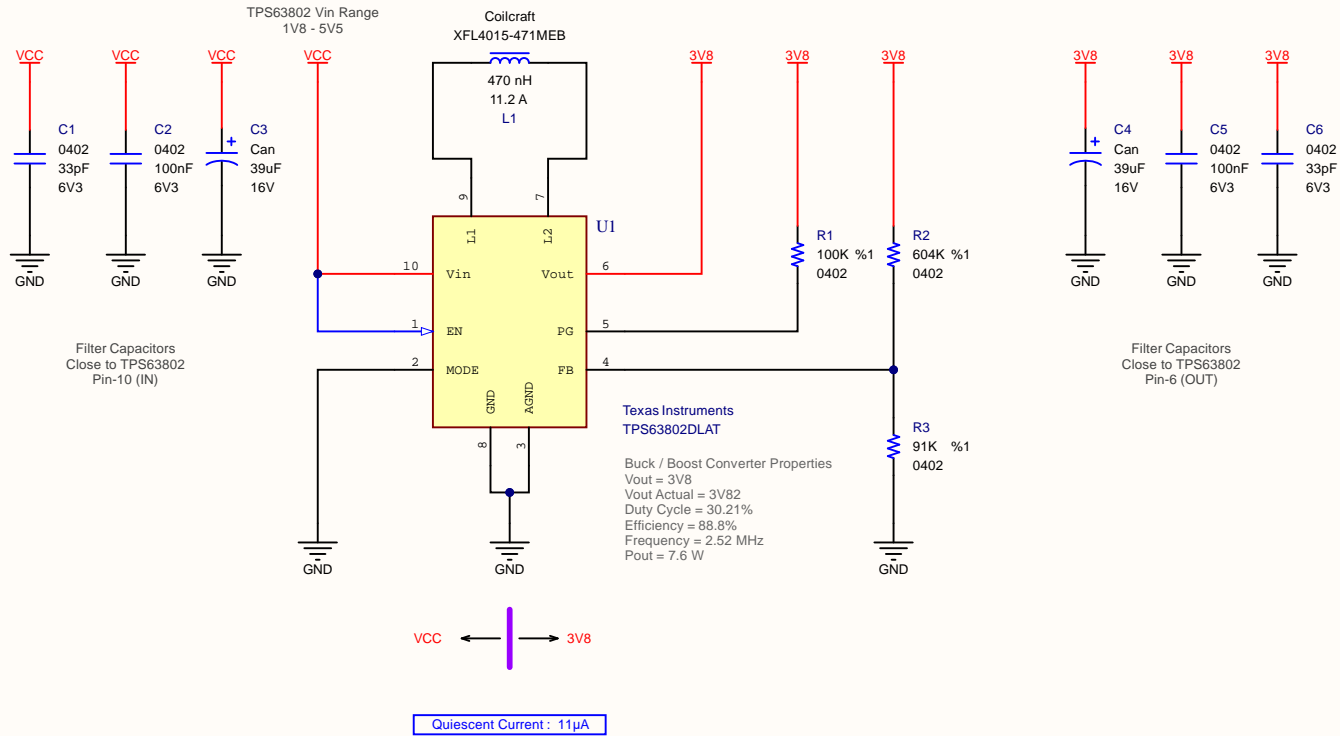 TPS63802 Vin Range
1V8 - 5V5
Coilcraft
XFL4015-471MEB
470 nH
11.2 A
L1
VCC
VCC
VCC
VCC
3V8
3V8
3V8
3V8
3V8
3V8
C1
0402
33pF
6V3
C2
0402
100nF
6V3
+
C3
Can
39uF
16V
+
C4
Can
39uF
16V
C5
0402
100nF
6V3
C6
0402
33pF
6V3
GND
GND
GND
GND
GND
GND
9
7
L1
L2
U1
10
Vin
Vout
6
1
EN
PG
5
2
MODE
FB
4
GND
AGND
8
3
R1
100K %1
0402
R2
604K %1
0402
R3
91K %1
0402
Filter Capacitors
Close to TPS63802
Pin-10 (IN)
Filter Capacitors
Close to TPS63802
Pin-6 (OUT)
Texas Instruments
TPS63802DLAT
Buck / Boost Converter Properties
Vout = 3V8
Vout Actual = 3V82
Duty Cycle = 30.21%
Efficiency = 88.8%
Frequency = 2.52 MHz
Pout = 7.6 W
GND
GND
GND
VCC
3V8
Quiescent Current : 11µA